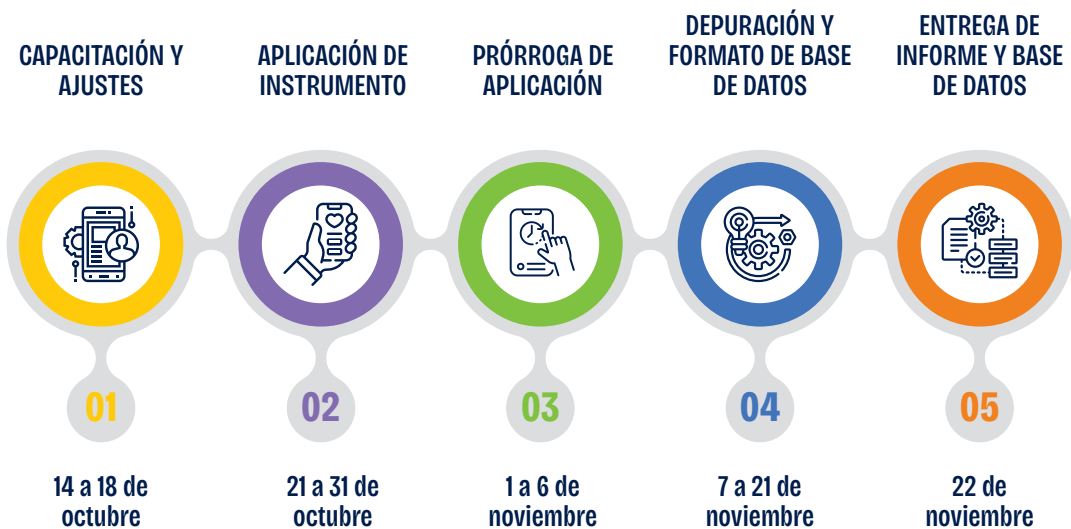 CAPACITACIÓN Y
AJUSTES
APLICACIÓN DE
INSTRUMENTO
PRÓRROGA DE
APLICACIÓN
DEPURACIÓN Y
FORMATO DE BASE
DE DATOS
ENTREGA DE
INFORME Y BASE
DE DATOS
01
02
03
04
05
14 a 18 de
octubre
21 a 31 de
octubre
1 a 6 de
noviembre
7 a 21 de
noviembre
22 de
noviembre